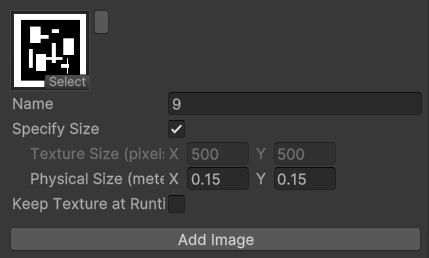 Select
Name 9
Specify Size
Texture Size (pixel: X 500 Y 500
Physical Size (mete X 0.15 Y 0.15
Keep Texture at Runti
Add Image